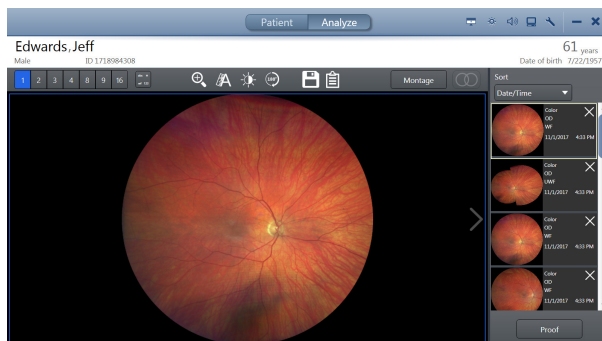 Patient Analyze
Edwards, Jeff
61 years
Male ID 1718984308
Date of birth 7/22/1957
1 2 3 4 8 9 16
180°
Montage
Sort
Date/Time
Color
OD
WF
11/1/2017 4:33 PM
Color
OD
UWF
11/1/2017 4:33 PM
Color
OD
WF
11/1/2017 4:33 PM
Color
OD
WF
11/1/2017 4:33 PM
Proof